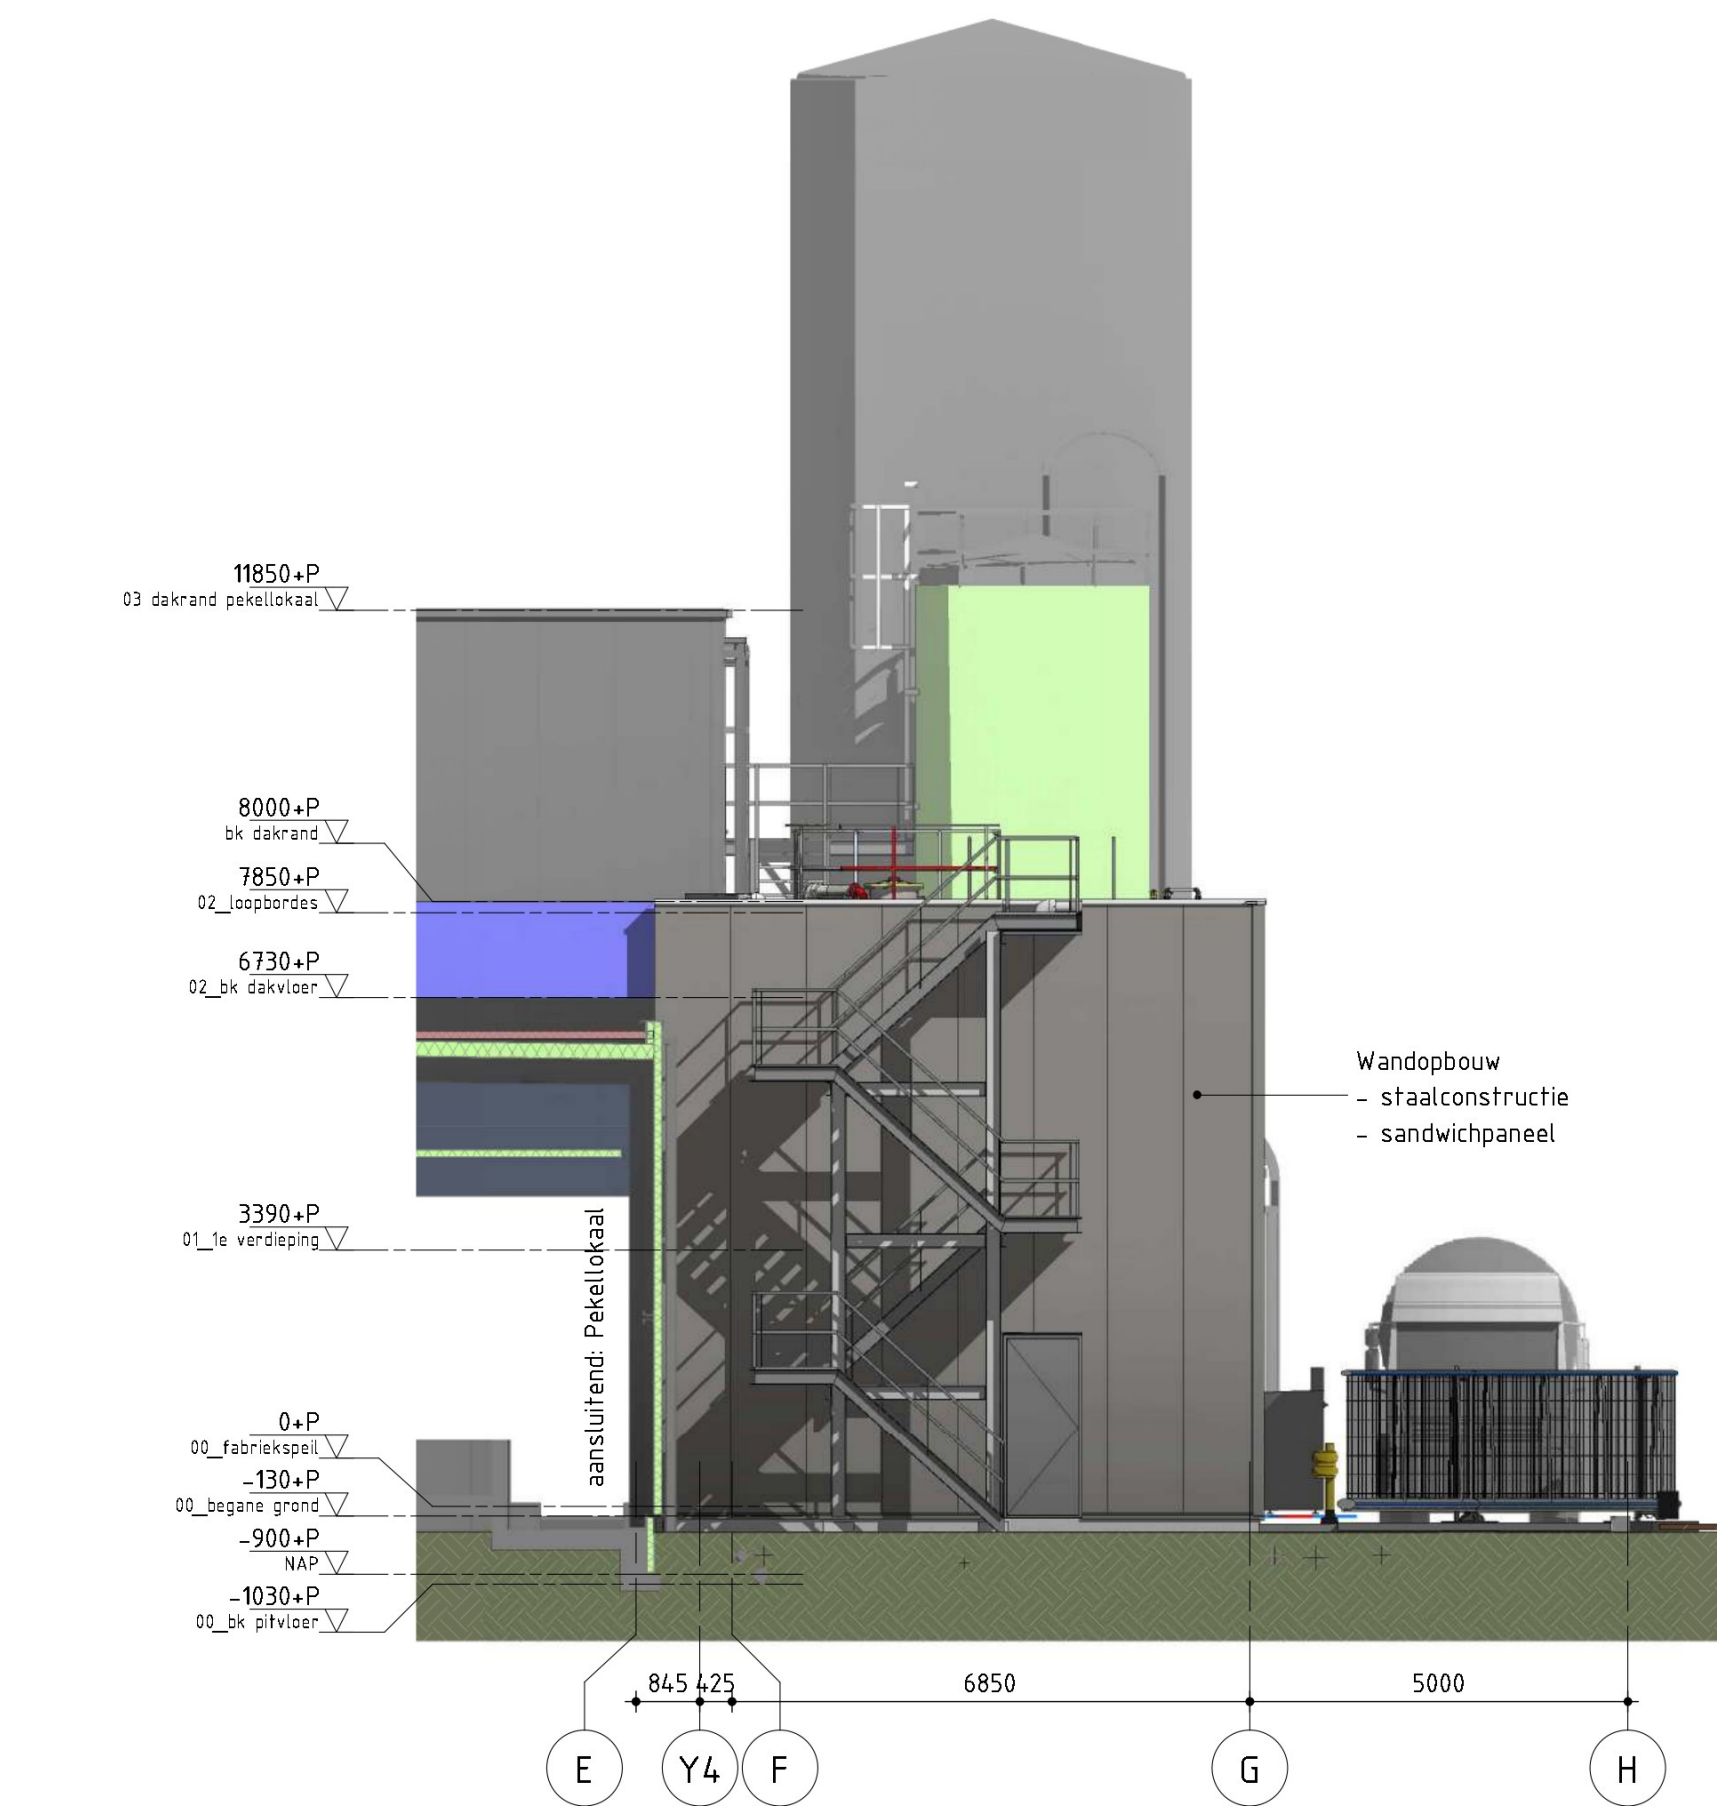 11850+P
03 dakrand pekellokaal
8000+P
bk dakrand
7850+P
02_loopbordes
6730+P
02_bk dakvloer
Wandopbouw
- staalconstructie
- sandwichpaneel
3390+P
01_1e verdieping
aansluitend: Pekellokaal
0+P
00_fabriekspeil
-130+P
00_begane grond
-900+P
NAP
-1030+P
00_bk pitvloer
845 425 6850 5000
E Y4 F G H